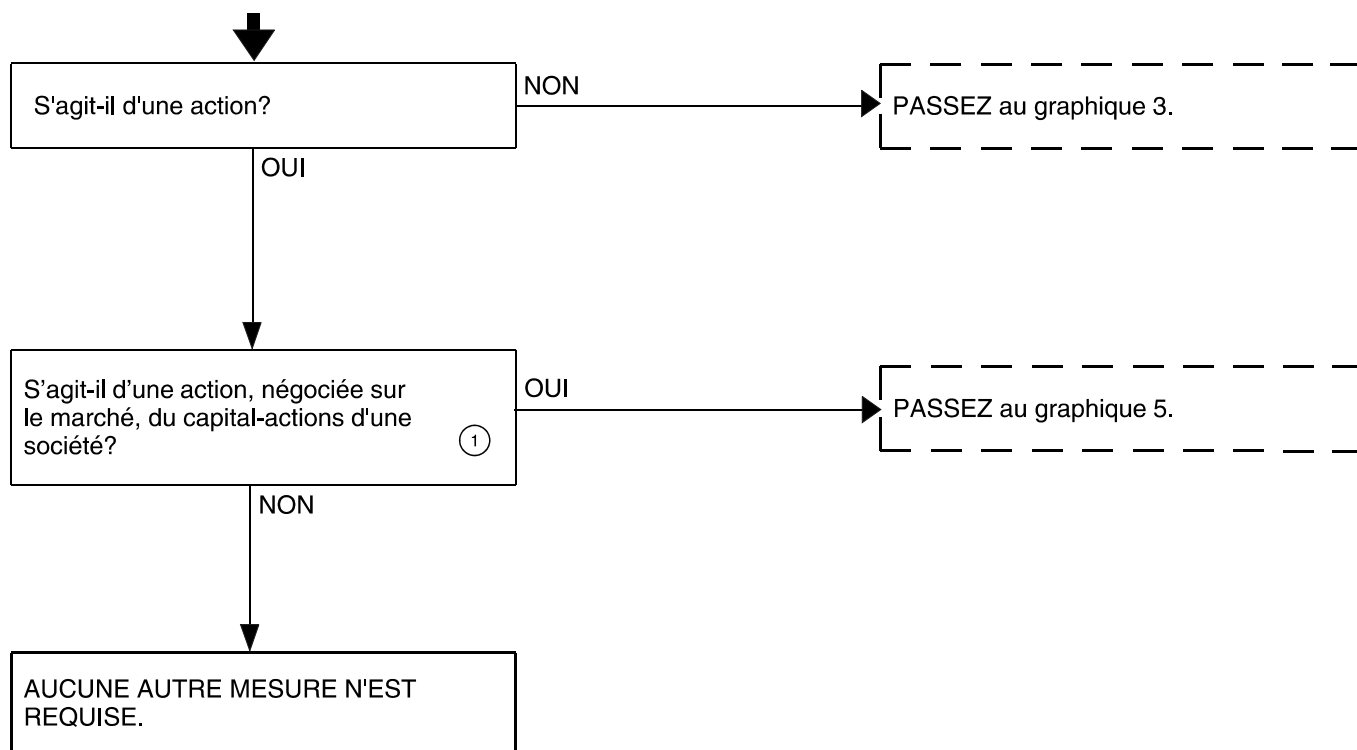 S'agit-il d'une action?
NON
PASSEZ au graphique 3.
OUI
S’agit-il d’une action, négociée sur
le marché, du capital-actions d'une
société?
1
OUI
PASSEZ au graphique 5.
NON
AUCUNE AUTRE MESURE N'EST
REQUISE.